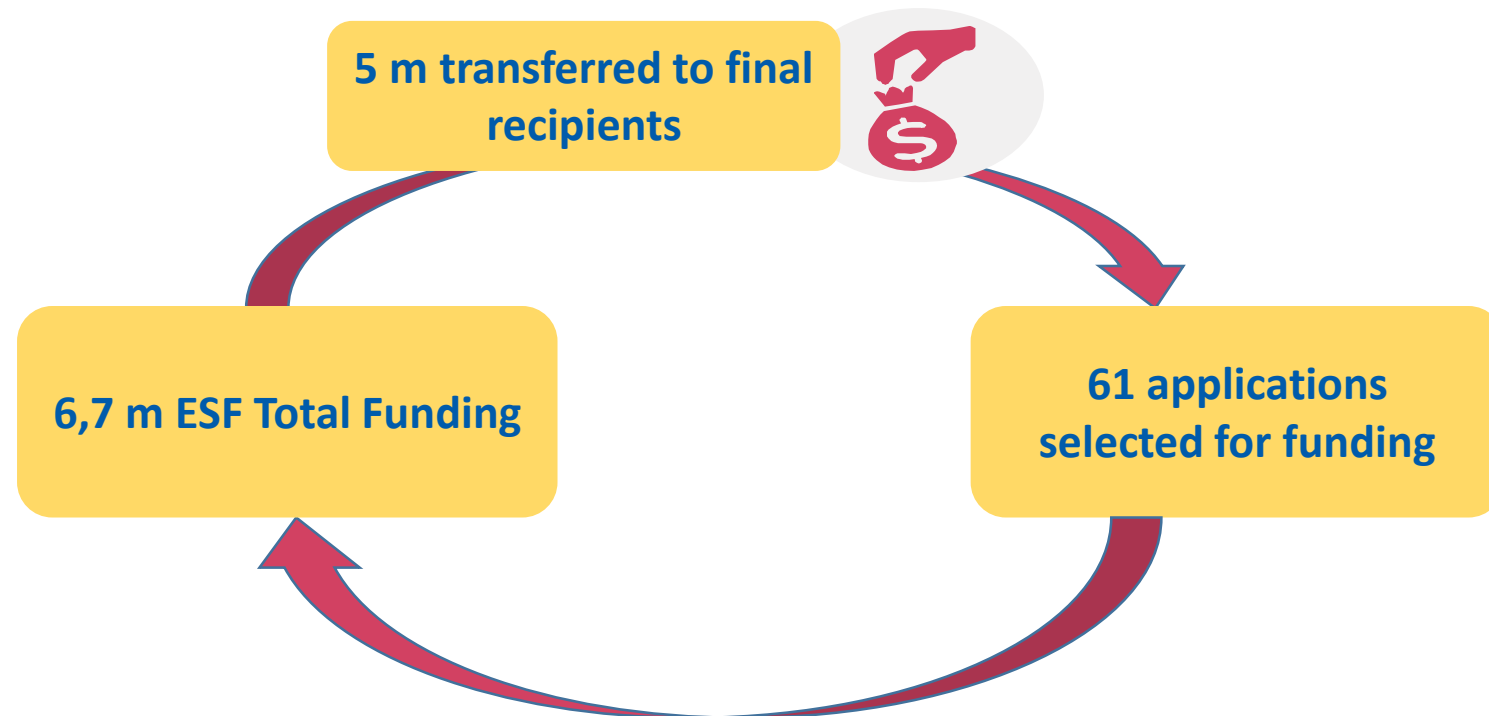 5 m transferred to final
recipients
$
6,7 m ESF Total Funding
61 applications
selected for funding